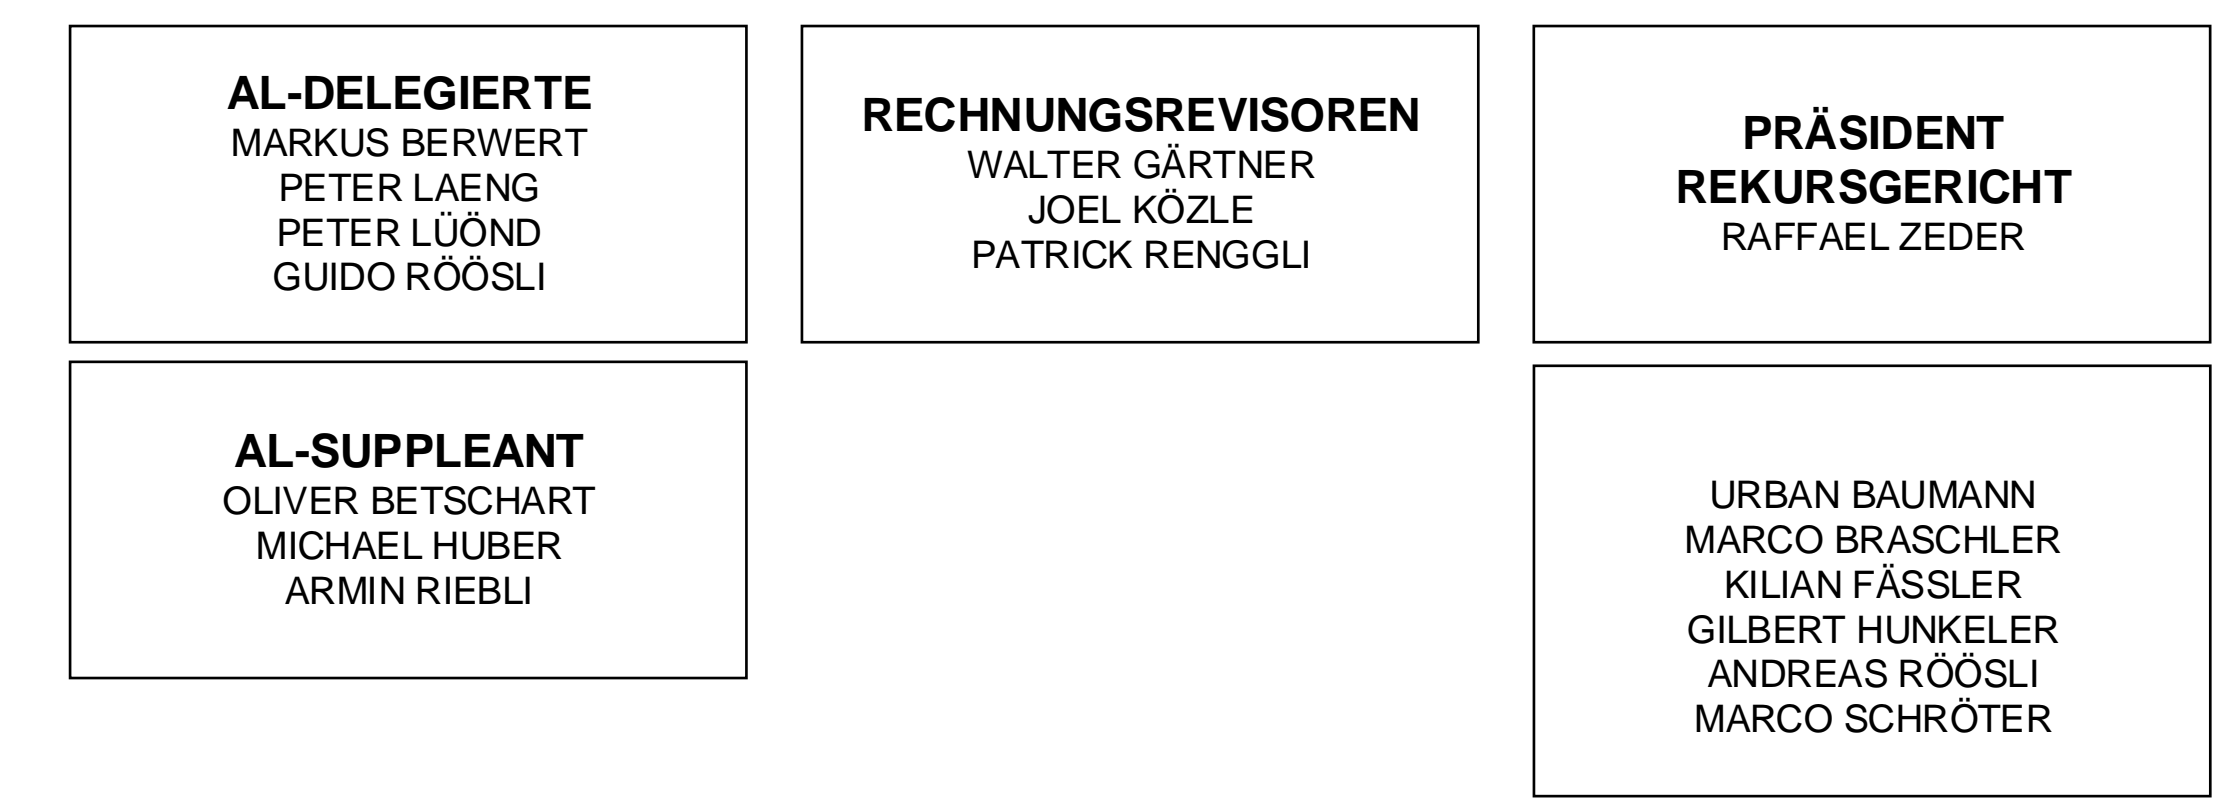 AL-DELEGIERTE
MARKUS BERWERT
PETER LAENG
PETER LÜÖND
GUIDO RÖÖSLI
RECHNUNGSREVISOREN
WALTER GÄRTNER
JOEL KÖZLE
PATRICK RENGGLI
PRÄSIDENT
REKURSGERICHT
RAFFAEL ZEDER
AL-SUPPLEANT
OLIVER BETSCHART
MICHAEL HUBER
ARMIN RIEBLI
URBAN BAUMANN
MARCO BRASCHLER
KILIAN FÄSSLER
GILBERT HUNKELER
ANDREAS RÖÖSLI
MARCO SCHRÖTER